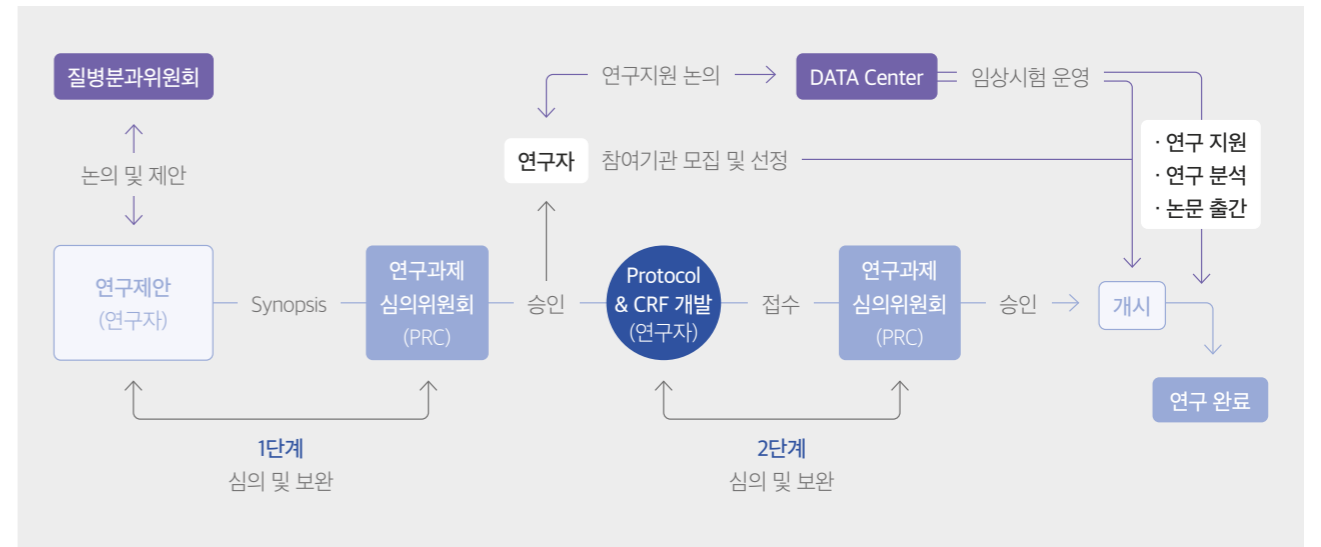 질병분과위원회
논의 및 제안
연구제안
(연구자)
Synopsis
연구과제
심의위원회
(PRC)
승인
연구자
연구지원 논의
DATA Center
임상시험 운영
참여기관 모집 및 선정
· 연구 지원
· 연구 분석
· 논문 출간
Protocol
& CRF 개발
(연구자)
접수
연구과제
심의위원회
(PRC)
승인
개시
연구 완료
1단계
심의 및 보완
2단계
심의 및 보완